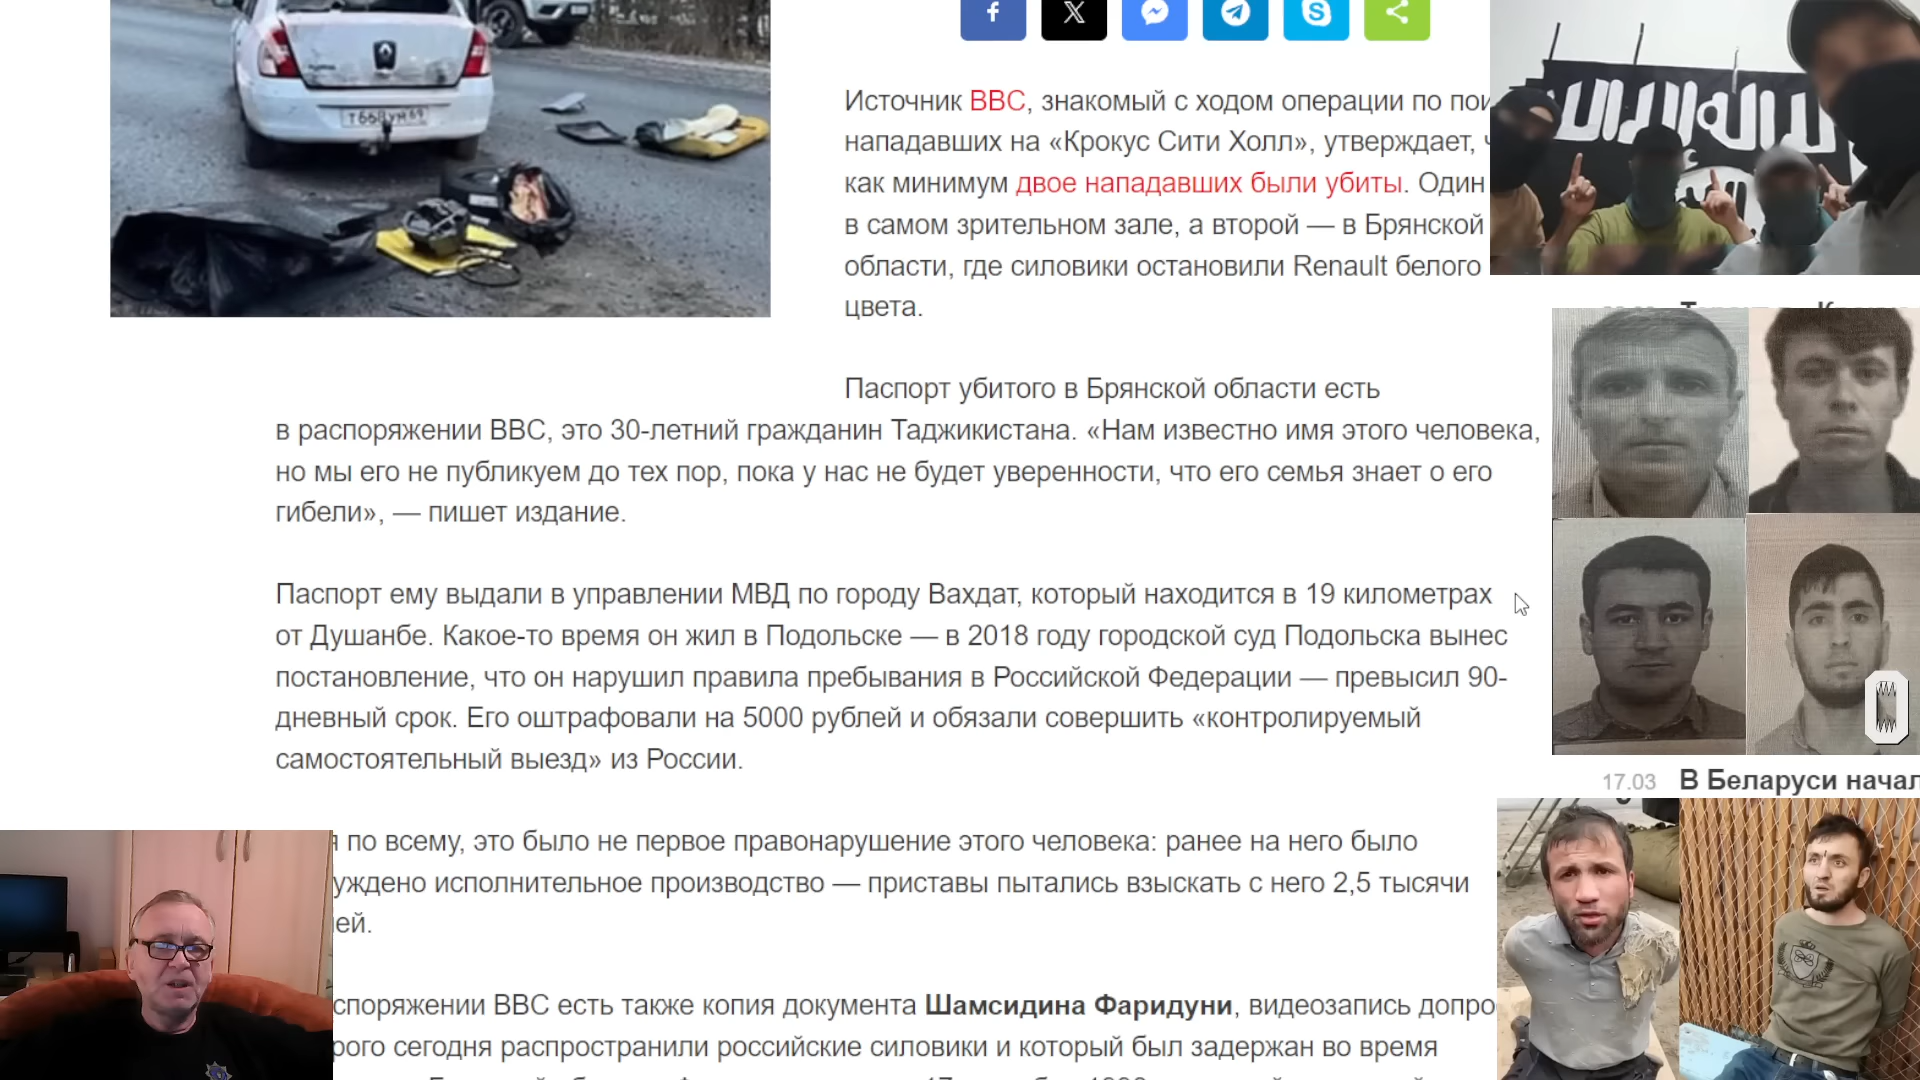 Источник ВВС, знакомый с ходом операции по
нападавших на «Крокус Сити Холл», утверждает,
как минимум двое нападавших были убиты. Один
в самом зрительном зале, а второй — в Брянской
области, где силовики остановили Renault белого
цвета.
Паспорт убитого в Брянской области есть
в распоряжении ВВС, это 30-летний гражданин Таджикистана. «Нам известно имя этого человека,
но мы его не публикуем до тех пор, пока у нас не будет уверенности, что его семья знает о его
гибели», — пишет издание.
Паспорт ему выдали в управлении МВД по городу Вахдат, который находится в 19 километрах
от Душанбе. Какое-то время он жил в Подольске — в 2018 году городской суд Подольска вынес
постановление, что он нарушил правила пребывания в Российской Федерации — превысил 90-
дневный срок. Его оштрафовали на 5000 рублей и обязали совершить «контролируемый
самостоятельный выезд» из России.
17.03 В Беларуси начал
по всему, это было не первое правонарушение этого человека: ранее на него было
уждено исполнительное производство — приставы пытались взыскать с него 2,5 тысячи
ей.
споряжении ВВС есть также копия документа Шамсидина Фаридуни, видеозапись допро
рого сегодня распространили российские силовики и который был задержан во время